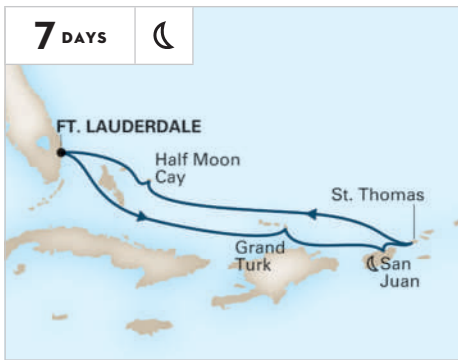 7 DAYS
FT. LAUDERDALE
Half Moon
Cay
St. Thomas
Grand
Turk
San
Juan